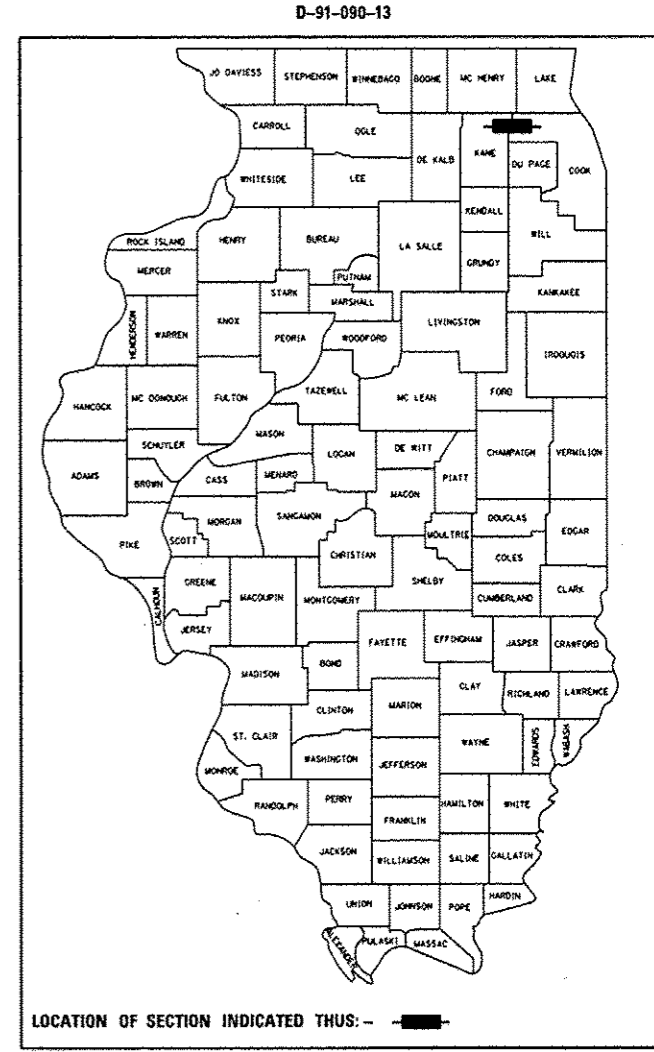 D-91-090-13
JO DAVIESS STEPHENSON WINNEBAGO BOONE MC HENRY LAKE
CARROLL OGLE DE KALB KANE DU PAGE COOK
WHITESIDE LEE KENDALL WILL
ROCK ISLAND HENRY BUREAU LA SALLE GRUNDY
MERCER PUTNAM KANKAKEE
HENDERSON WARREN KNOX STARK MARSHALL LIVINGSTON
PEORIA WOODFORD IROQUOIS
HANCOCK MC DONOUGH FULTON TAZEWELL MC LEAN FORD
SCHUYLER MASON LOGAN DE WITT CHAMPAIGN VERMILION
ADAMS BROWN CASS MENARD MACON PIATT
PIKE SCOTT MORGAN SANGAMON CHRISTIAN MOULTRIE DOUGLAS EDGAR
COLES
CALHOUN GREENE MACOUPIN MONTGOMERY SHELBY CUMBERLAND CLARK
JERSEY FAYETTE EFFINGHAM JASPER CRAWFORD
MADISON BOND CLAY RICHLAND LAWRENCE
CLINTON MARION
ST. CLAIR WASHINGTON JEFFERSON WAYNE EDWARDS WABASH
MONROE
RANDOLPH PERRY FRANKLIN HAMILTON WHITE
JACKSON WILLIAMSON SALINE GALLATIN
UNION JOHNSON POPE HARDIN
ALEXANDER PULASKI MASSAC
LOCATION OF SECTION INDICATED THUS: -